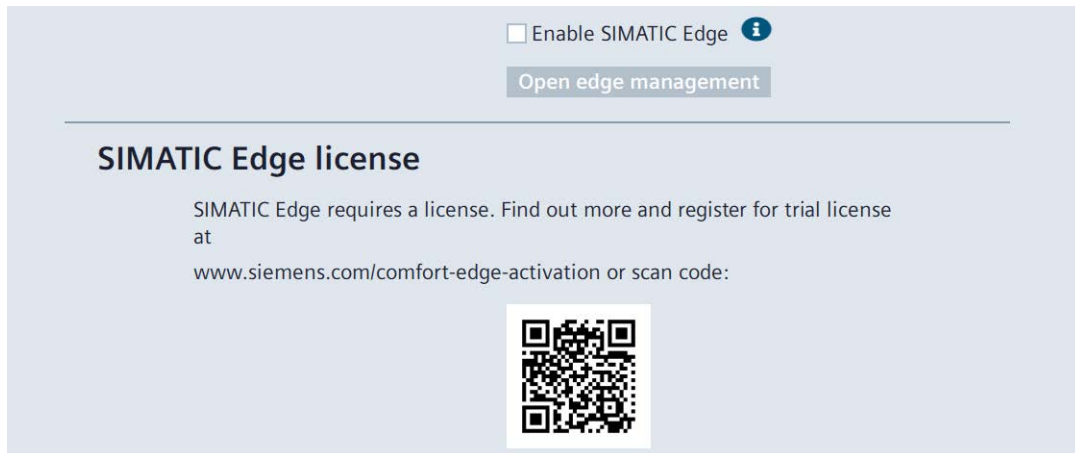 Enable SIMATIC Edge
Open edge management
SIMATIC Edge license
SIMATIC Edge requires a license. Find out more and register for trial license
at
www.siemens.com/comfort-edge-activation or scan code: